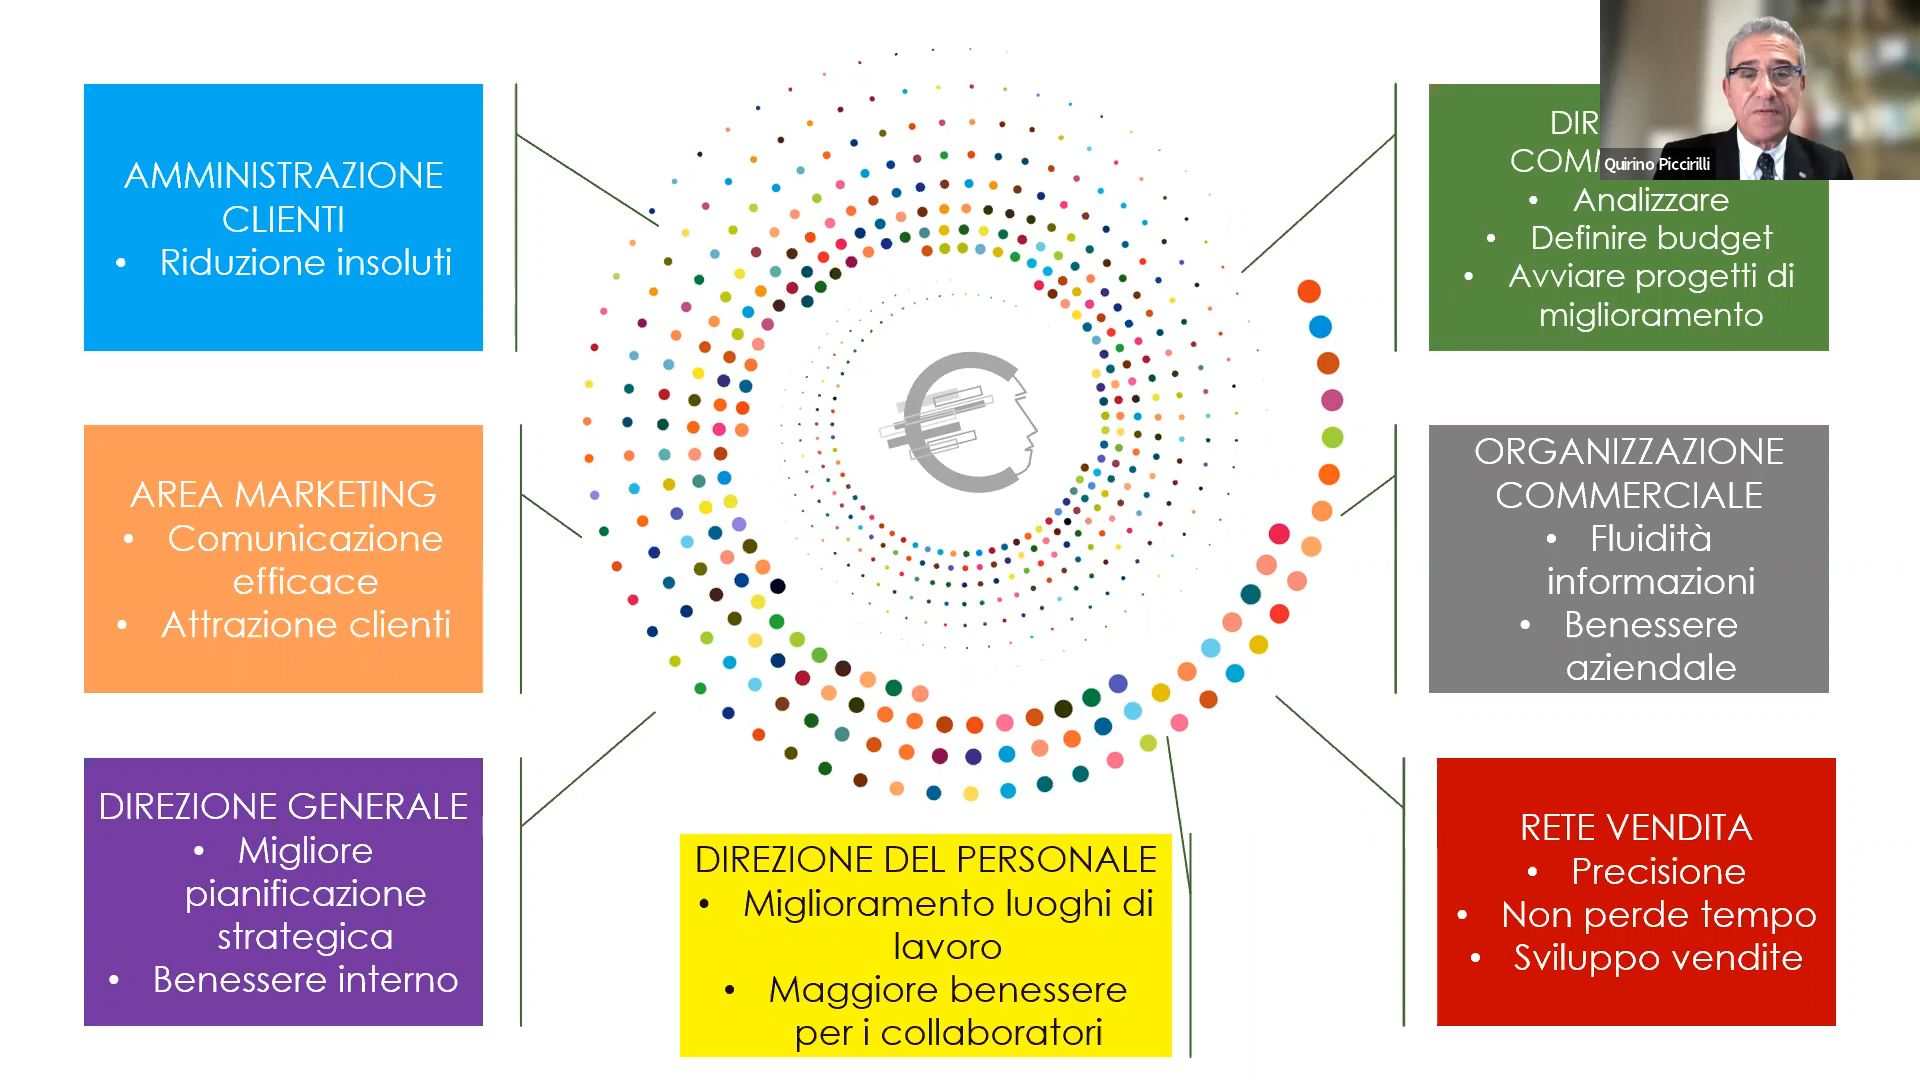 AMMINISTRAZIONE
CLIENTI
• Riduzione insoluti
AREA MARKETING
• Comunicazione
efficace
• Attrazione clienti
DIREZIONE GENERALE
• Migliore
pianificazione
strategica
• Benessere interno
DIREZIONE DEL PERSONALE
• Miglioramento luoghi di
lavoro
• Maggiore benessere
per i collaboratori
Quirino Piccirilli
• Analizzare
• Definire budget
• Avviare progetti di
miglioramento
ORGANIZZAZIONE
COMMERCIALE
• Fluidità
informazioni
• Benessere
aziendale
RETE VENDITA
• Precisione
• Non perde tempo
• Sviluppo vendite